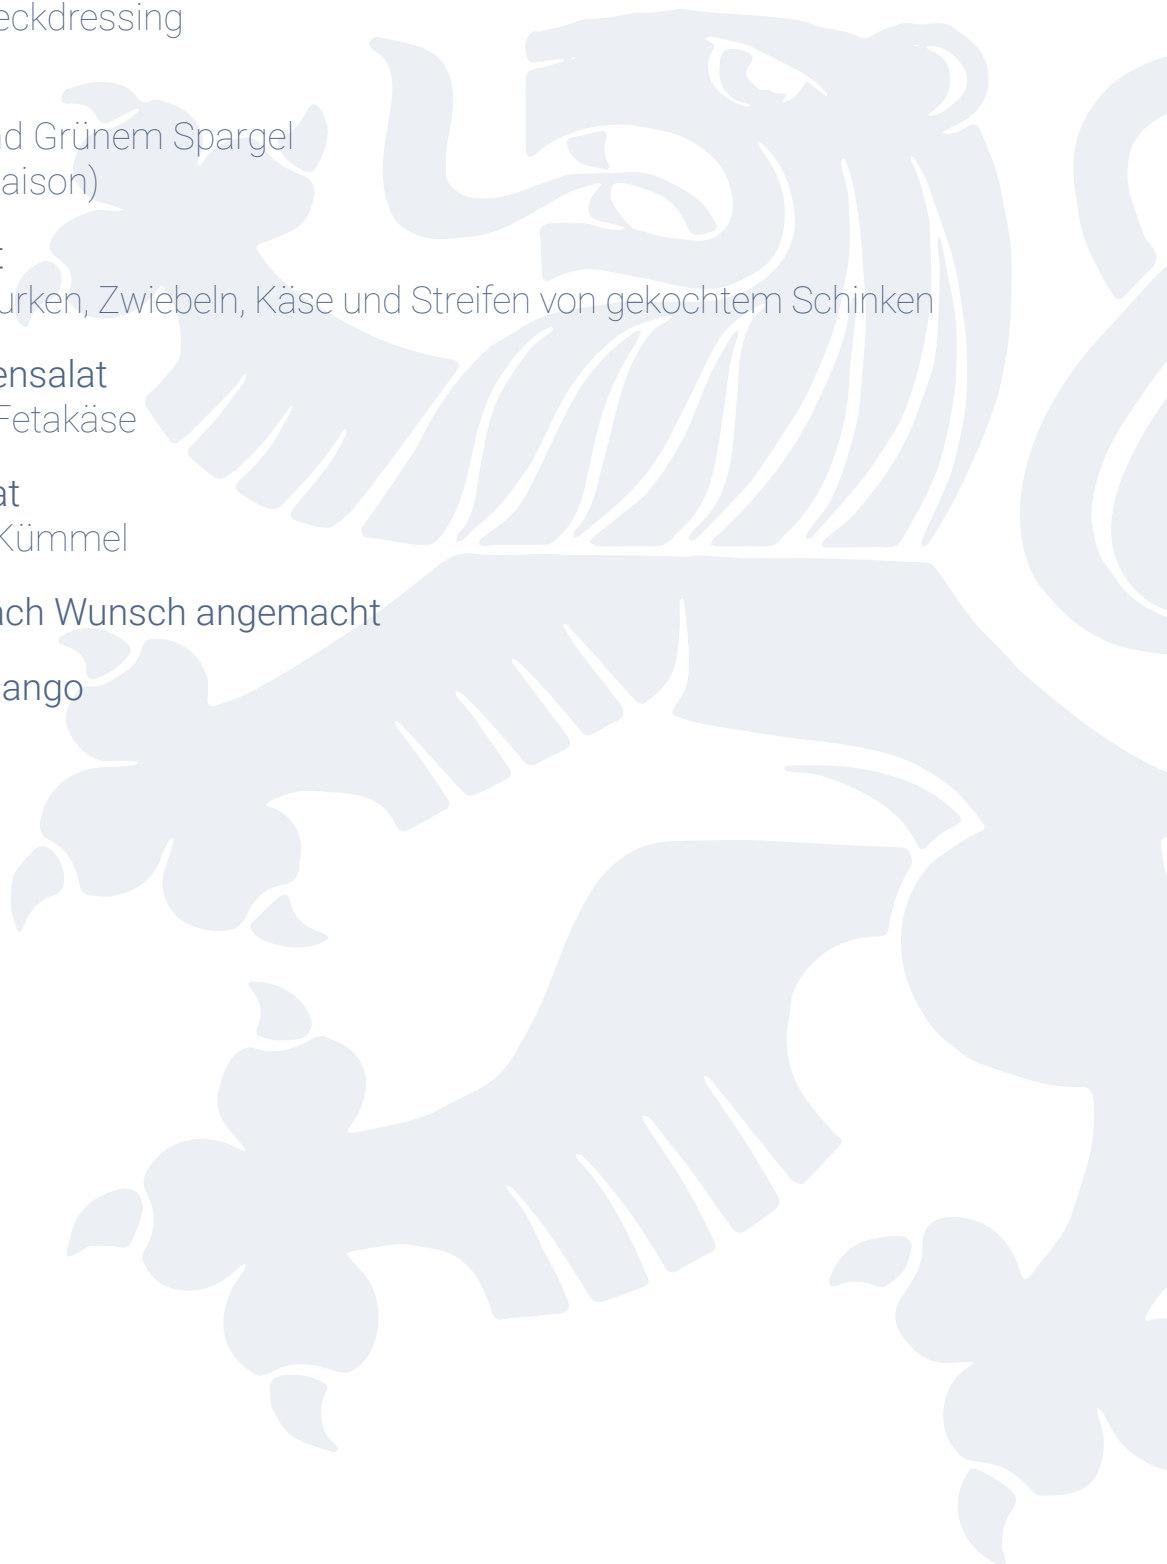 eckdressing
nd Grünem Spargel
aison)
t
urken, Zwiebeln, Käse und Streifen von gekochtem Schinken
ensalat
Fetakäse
at
Kümmel
ach Wunsch angemacht
ango